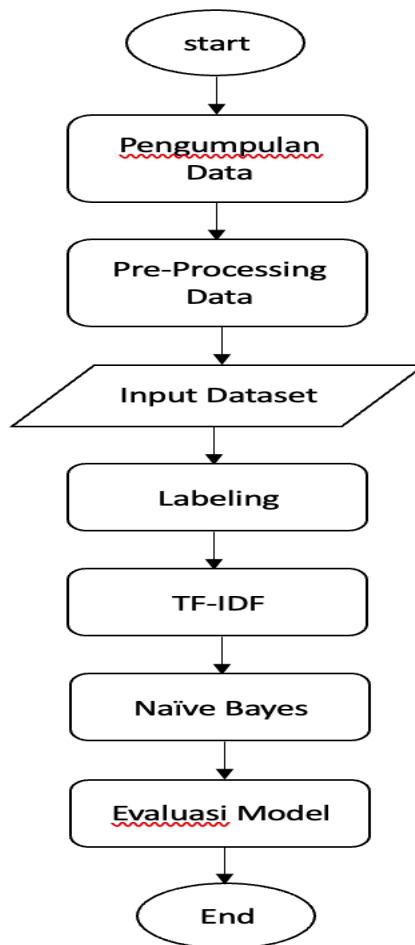 start
Pengumpulan
Data
Pre-Processing
Data
Input Dataset
Labeling
TF-IDF
Naïve Bayes
Evaluasi Model
End